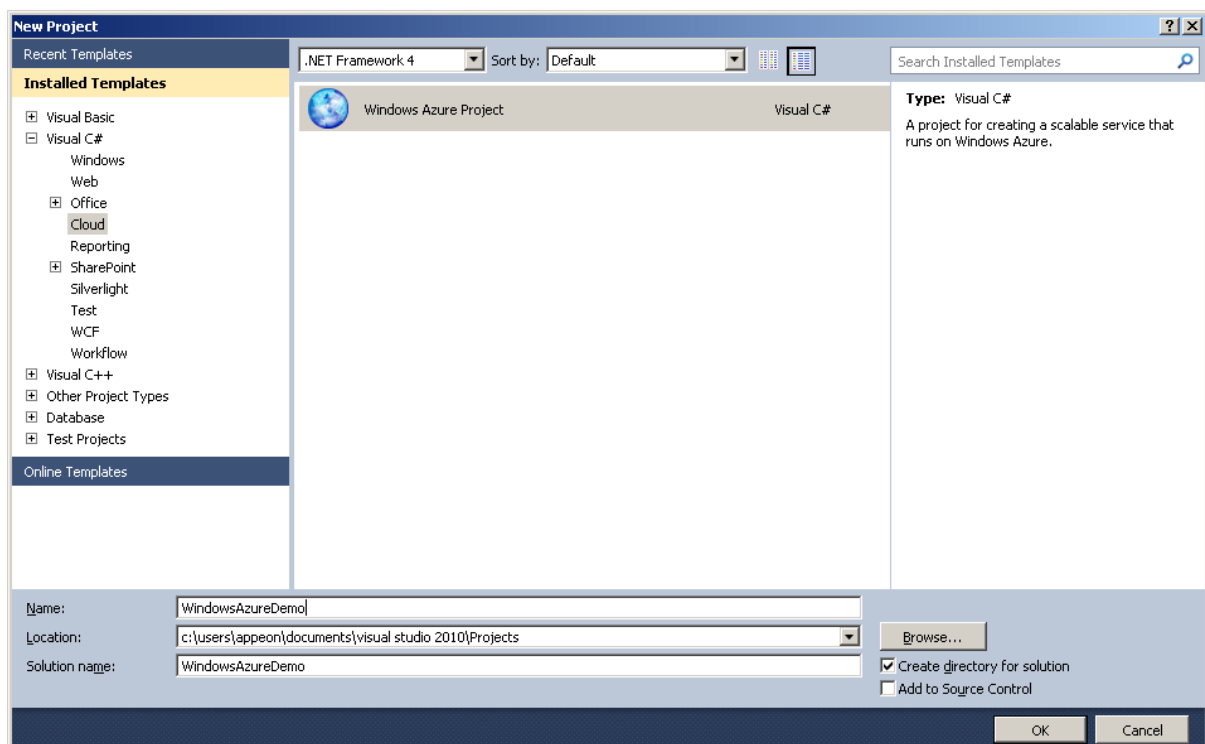 New Project
Recent Templates
Installed Templates
Visual Basic
Visual C#
Windows
Web
Office
Cloud
Reporting
SharePoint
Silverlight
Test
WCF
Workflow
Visual C++
Other Project Types
Database
Test Projects
Online Templates
.NET Framework 4 Sort by: Default
Windows Azure Project Visual C#
Search Installed Templates
Type: Visual C#
A project for creating a scalable service that
runs on Windows Azure.
Name: WindowsAzureDemo
Location: c:\users\appeon\documents\visual studio 2010\Projects Browse...
Solution name: WindowsAzureDemo
Create directory for solution
Add to Source Control
OK Cancel